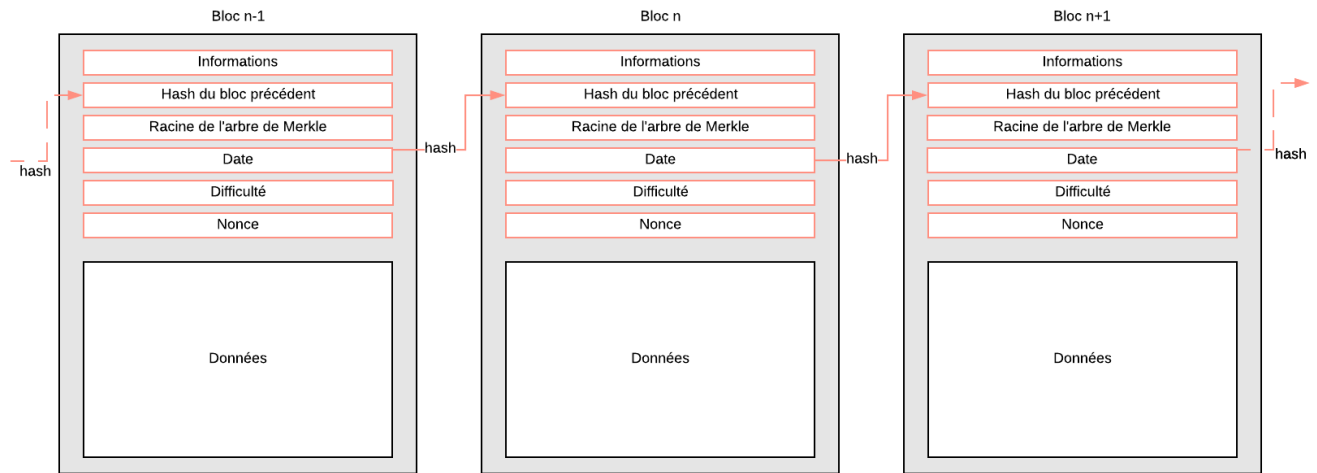 Bloc n-1
Informations
Hash du bloc précédent
Racine de l'arbre de Merkle
Date
Difficulté
Nonce
Données
hash
hash
Bloc n
Informations
Hash du bloc précédent
Racine de l'arbre de Merkle
Date
Difficulté
Nonce
Données
hash
Bloc n+1
Informations
Hash du bloc précédent
Racine de l'arbre de Merkle
Date
Difficulté
Nonce
Données
hash